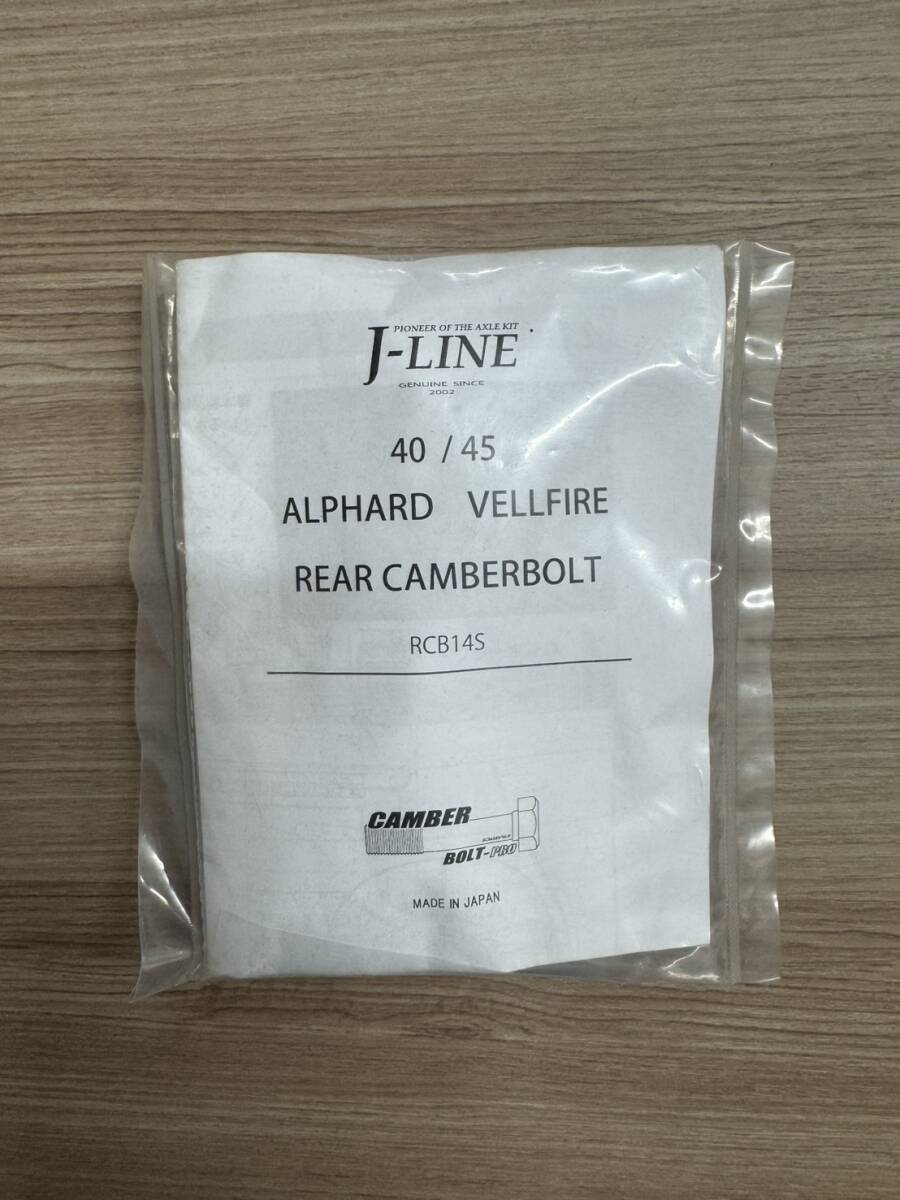 PIONEER OF THE AXLE KIT
J-LINE
GENUINE SINCE
2002
40 / 45
ALPHARD VELLFIRE
REAR CAMBERBOLT
RCB14S
CAMBER
BOLT-PRO
MADE IN JAPAN